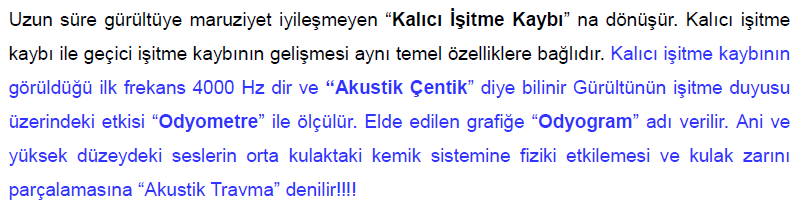 Uzun süre gürültüye maruziyet iyileşmeyen “Kalıcı İşitme Kaybı” na dönüşür. Kalıcı işitme
kaybı ile geçici işitme kaybının gelişmesi aynı temel özelliklere bağlıdır. Kalıcı işitme kaybının
görüldüğü ilk frekans 4000 Hz dir ve “Akustik Çentik” diye bilinir Gürültünün işitme duyusu
üzerindeki etkisi “Odyometre” ile ölçülür. Elde edilen grafiğe “Odyogram” adı verilir. Ani ve
yüksek düzeydeki seslerin orta kulaktaki kemik sistemine fiziki etkilemesi ve kulak zarını
parçalamasına “Akustik Travma” denilir!!!!